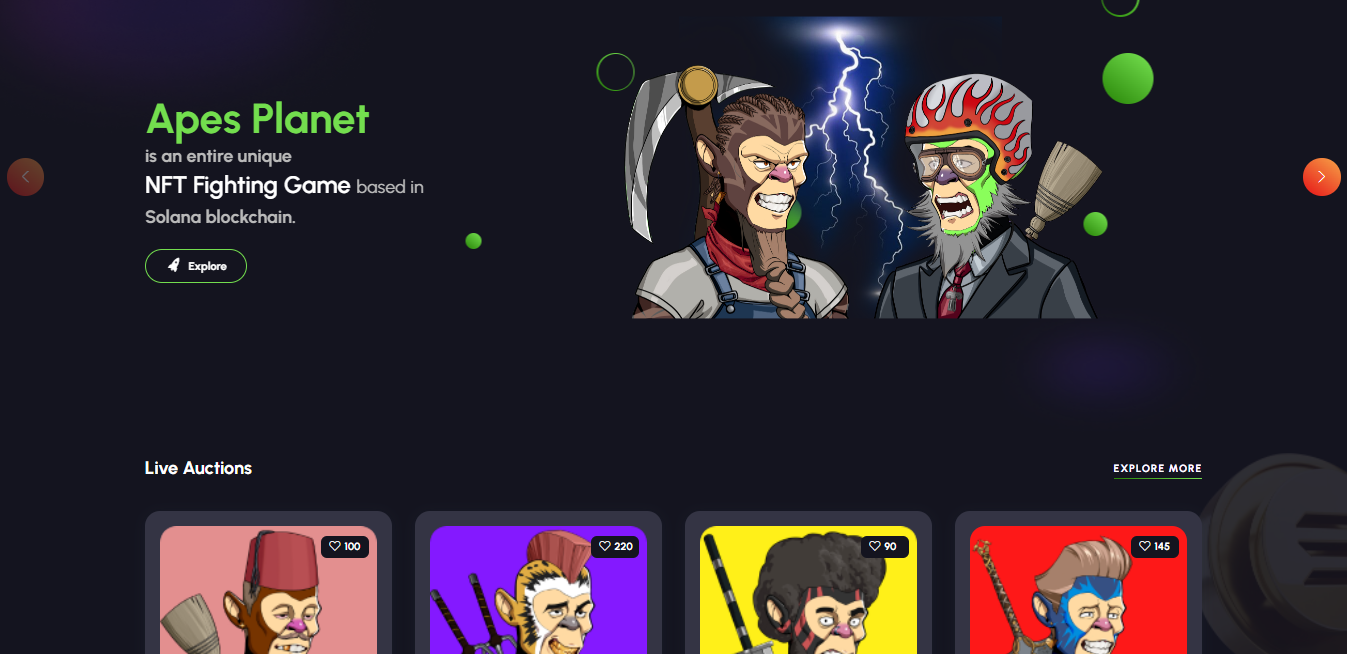 Apes Planet
is an entire unique
NFT Fighting Game based in
Solana blockchain.
Explore
Live Auctions
EXPLORE MORE
100
220
90
145